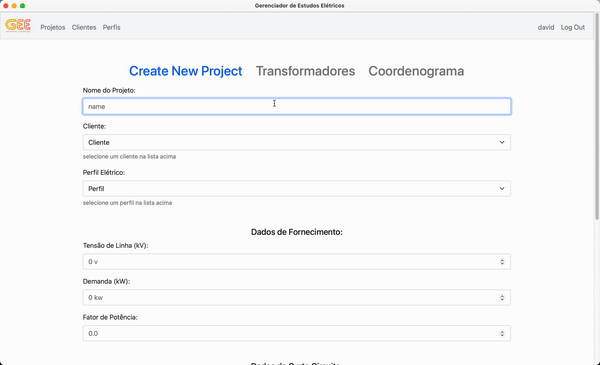 Gerenciador de Estudos Elétricos
GEE
Projetos Clientes Perfis
david Log Out
Create New Project Transformadores Coordenograma
Nome do Projeto:
name
Cliente:
Cliente
selecione um cliente na lista acima
Perfil Elétrico:
Perfil
selecione um perfil na lista acima
Dados de Fornecimento:
Tensão de Linha (kV):
0 v
Demanda (kW):
0 kw
Fator de Potência:
0.0